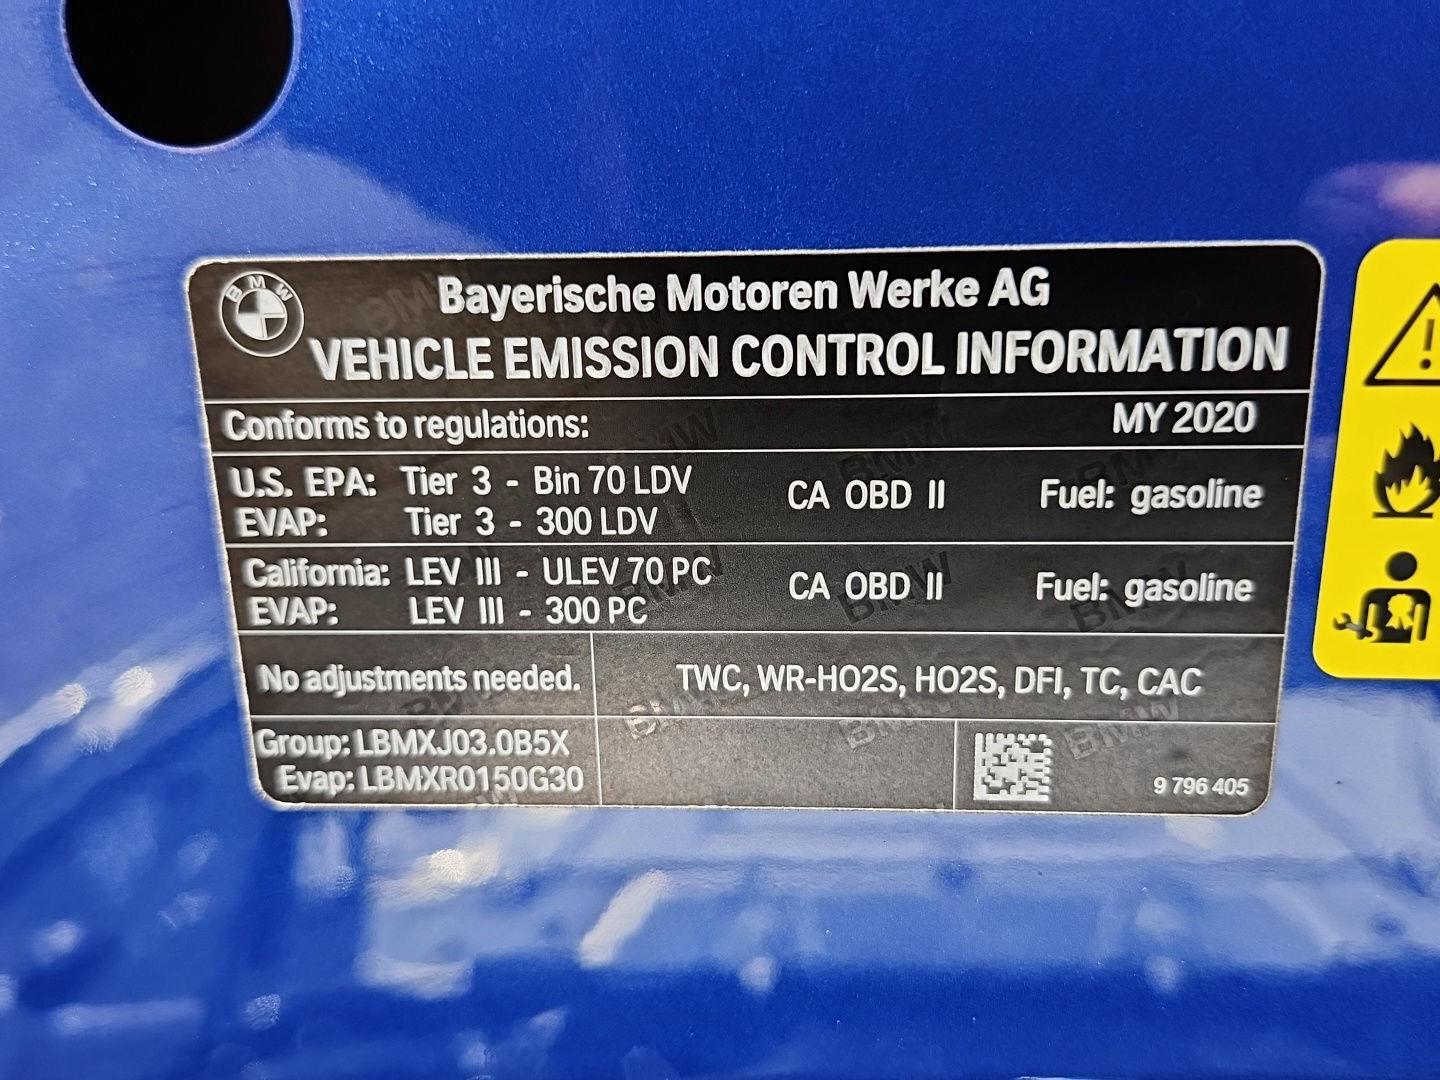 BMW
Bayerische Motoren Werke AG
VEHICLE EMISSION CONTROL INFORMATION
Conforms to regulations: MY 2020
U.S. EPA: Tier 3 - Bin 70 LDV CA OBD II Fuel: gasoline
EVAP: Tier 3 - 300 LDV
California: LEV III - ULEV 70 PC CA OBD II Fuel: gasoline
EVAP: LEV III - 300 PC
No adjustments needed. TWC, WR-HO2S, HO2S, DFI, TC, CAC
Group: LBMXJ03.0B5X
Evap: LBMXR0150G30 9 796 405